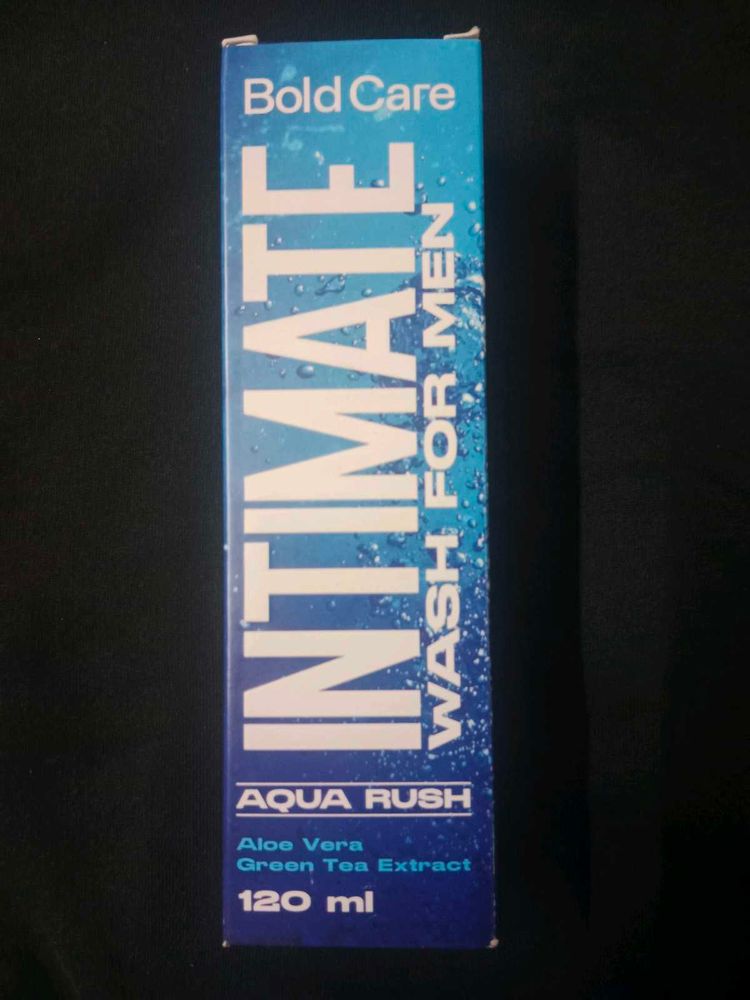 Bold Care
INTIMATE
WASH FOR MEN
AQUA RUSH
Aloe Vera
Green Tea Extract
120 ml